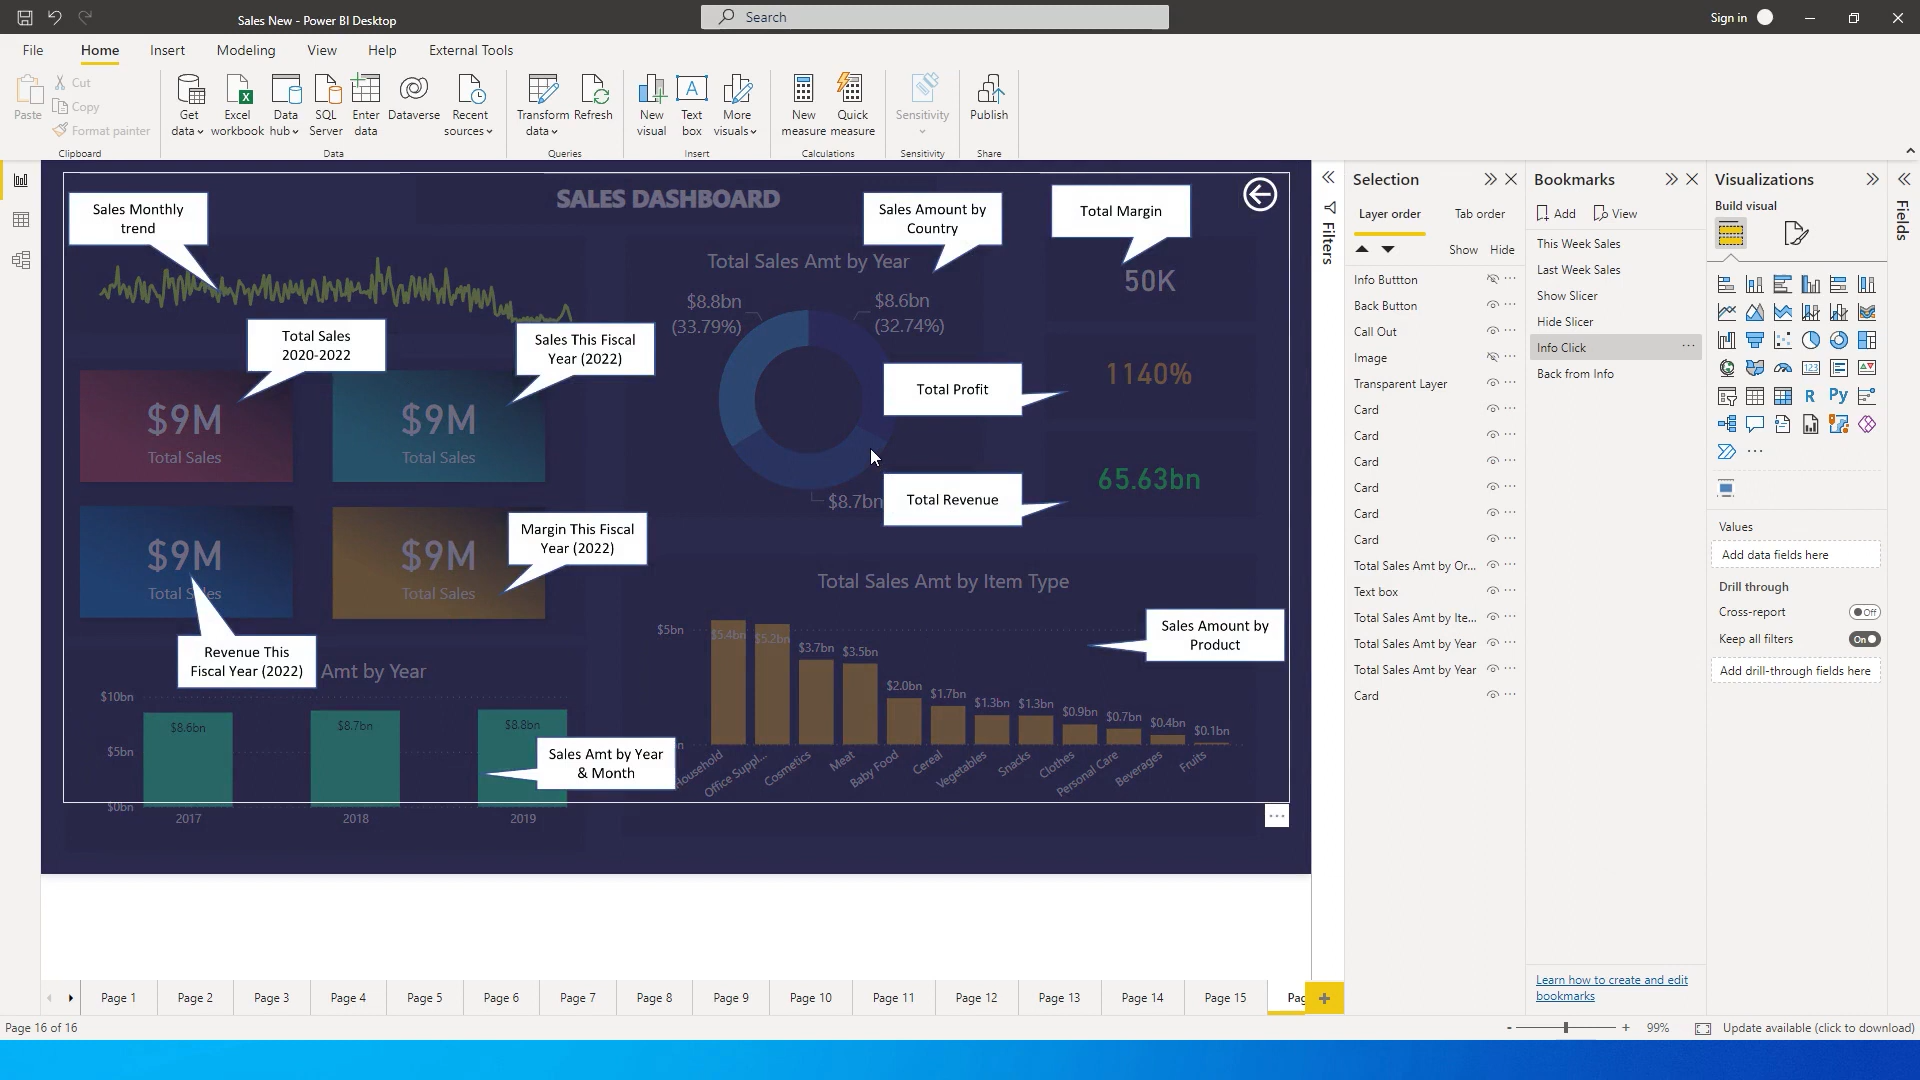 Sales New - Power BI Desktop
Search
Sign in
File
Home
Insert
Modeling
View
Help
External Tools
Paste
Cut
Copy
Format painter
Clipboard
Get
data
Excel
workbook
Data
hub
SQL
Server
Enter
data
Dataverse
Recent
sources
Data
Transform
data
Refresh
Queries
New
visual
Text
box
More
visuals
Insert
New
measure
Quick
measure
Calculations
Sensitivity
Sensitivity
Publish
Share
SALES DASHBOARD
Sales Monthly
trend
Total Sales
2020-2022
Sales This Fiscal
Year (2022)
$9M
Total Sales
$9M
Total Sales
$9M
Total Sales
$9M
Total Sales
Margin This Fiscal
Year (2022)
Revenue This
Fiscal Year (2022)
Amt by Year
$10bn
$5bn
$0bn
$8.6bn
$8.7bn
$8.8bn
2017
2018
2019
Sales Amt by Year
& Month
Sales Amount by
Country
Total Sales Amt by Year
$8.8bn
(33.79%)
$8.6bn
(32.74%)
$8.7bn
Total Margin
50K
Total Profit
1140%
Total Revenue
65.63bn
Total Sales Amt by Item Type
$5bn
$5.4bn
$5.2bn
$3.7bn
$3.5bn
$2.0bn
$1.7bn
$1.3bn
$1.3bn
$0.9bn
$0.7bn
$0.4bn
$0.1bn
Household
Office Suppl...
Cosmetics
Meat
Baby Food
Cereal
Vegetables
Snacks
Clothes
Personal Care
Beverages
Fruits
Sales Amount by
Product
Filters
Selection
Layer order
Tab order
Show
Hide
Info Buttton
Back Button
Call Out
Image
Transparent Layer
Card
Card
Card
Card
Card
Card
Total Sales Amt by Or...
Text box
Total Sales Amt by Ite...
Total Sales Amt by Year
Total Sales Amt by Year
Card
Bookmarks
Add
View
This Week Sales
Last Week Sales
Show Slicer
Hide Slicer
Info Click
Back from Info
Learn how to create and edit
bookmarks
Visualizations
Build visual
123
R
Py
Values
Add data fields here
Drill through
Cross-report
Off
Keep all filters
On
Add drill-through fields here
Fields
Page 1
Page 2
Page 3
Page 4
Page 5
Page 6
Page 7
Page 8
Page 9
Page 10
Page 11
Page 12
Page 13
Page 14
Page 15
Pag
Page 16 of 16
99%
Update available (click to download)